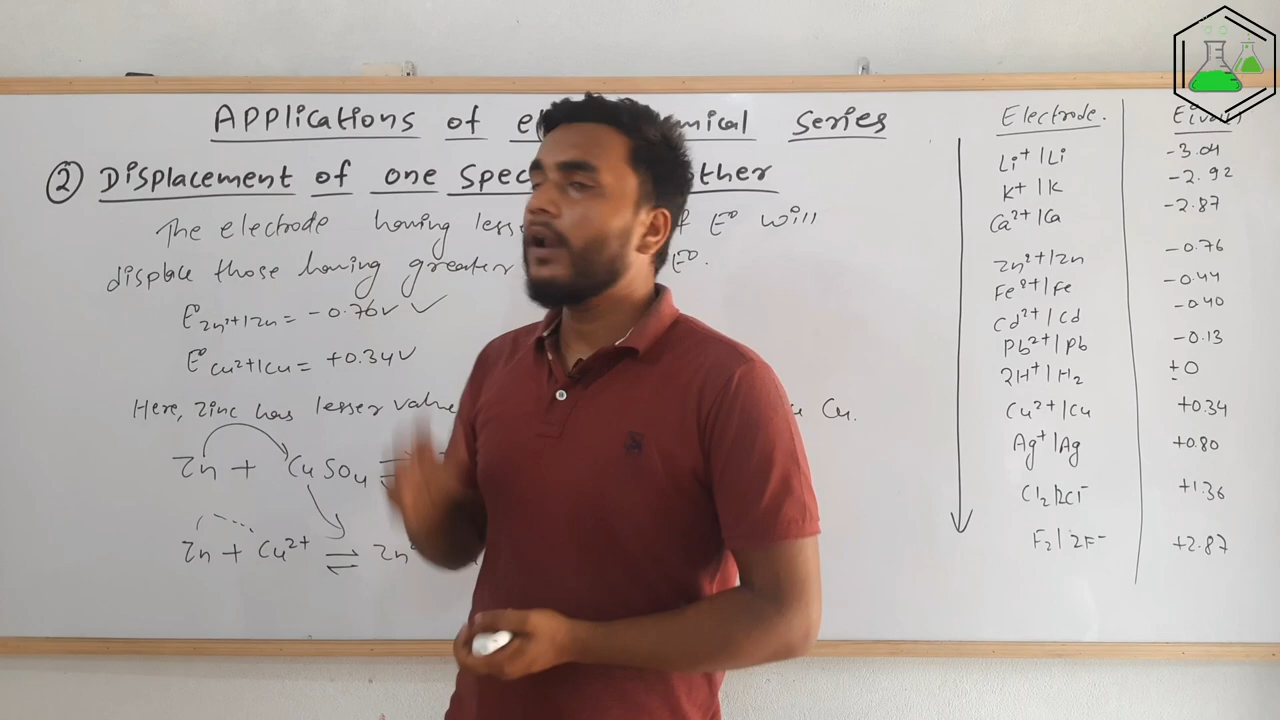 Applications of el mical Series
② Displacement of one Spec other
The electrode having less f E° will
displace those having greater E°.
E° Zn²⁺|Zn = -0.76V ✓
E° Cu²⁺|Cu = +0.34V
Here, Zinc has lesser value Cu.
Zn + CuSO₄ ⇌
Zn + Cu²⁺ ⇌ Zn²
Electrode. E(volt)
Li⁺|Li -3.04
K⁺|K -2.92
Ca²⁺|Ca -2.87
Zn²⁺|Zn -0.76
Fe²⁺|Fe -0.44
Cd²⁺|Cd -0.40
Pb²⁺|Pb -0.13
2H⁺|H₂ ±0
Cu²⁺|Cu +0.34
Ag⁺|Ag +0.80
Cl₂|2Cl⁻ +1.36
F₂|2F⁻ +2.87